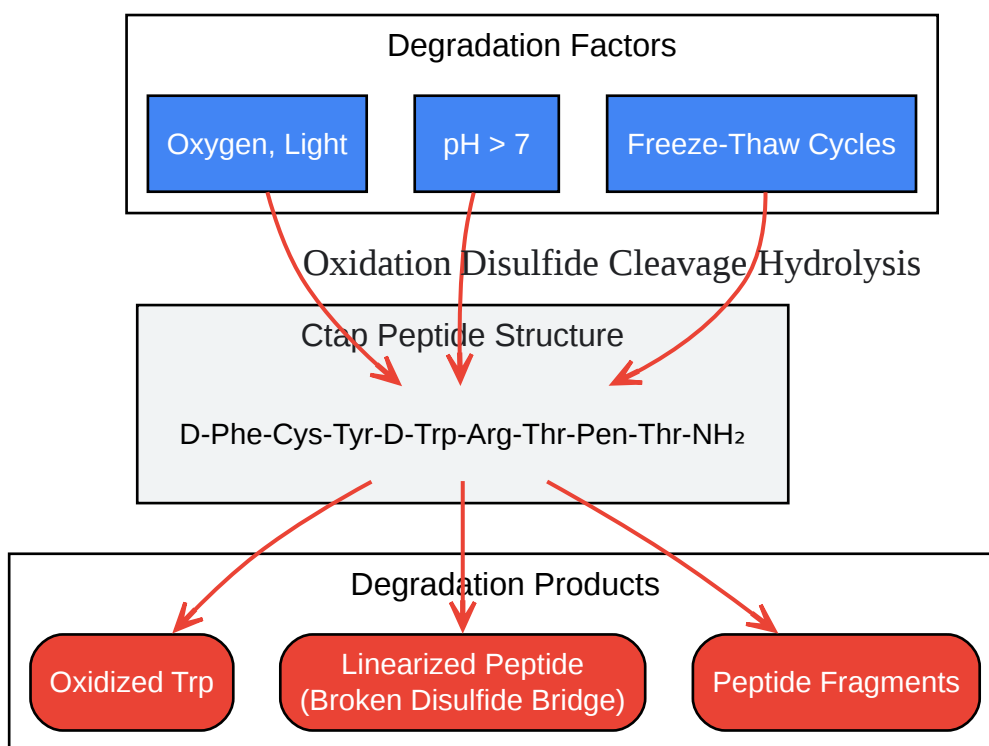 Degradation Factors
Oxygen, Light
pH > 7
Freeze-Thaw Cycles
Oxidation
Disulfide Cleavage
Hydrolysis
Ctap Peptide Structure
D-Phe-Cys-Tyr-D-Trp-Arg-Thr-Pen-Thr-NH₂
Degradation Products
Oxidized Trp
Linearized Peptide
(Broken Disulfide Bridge)
Peptide Fragments